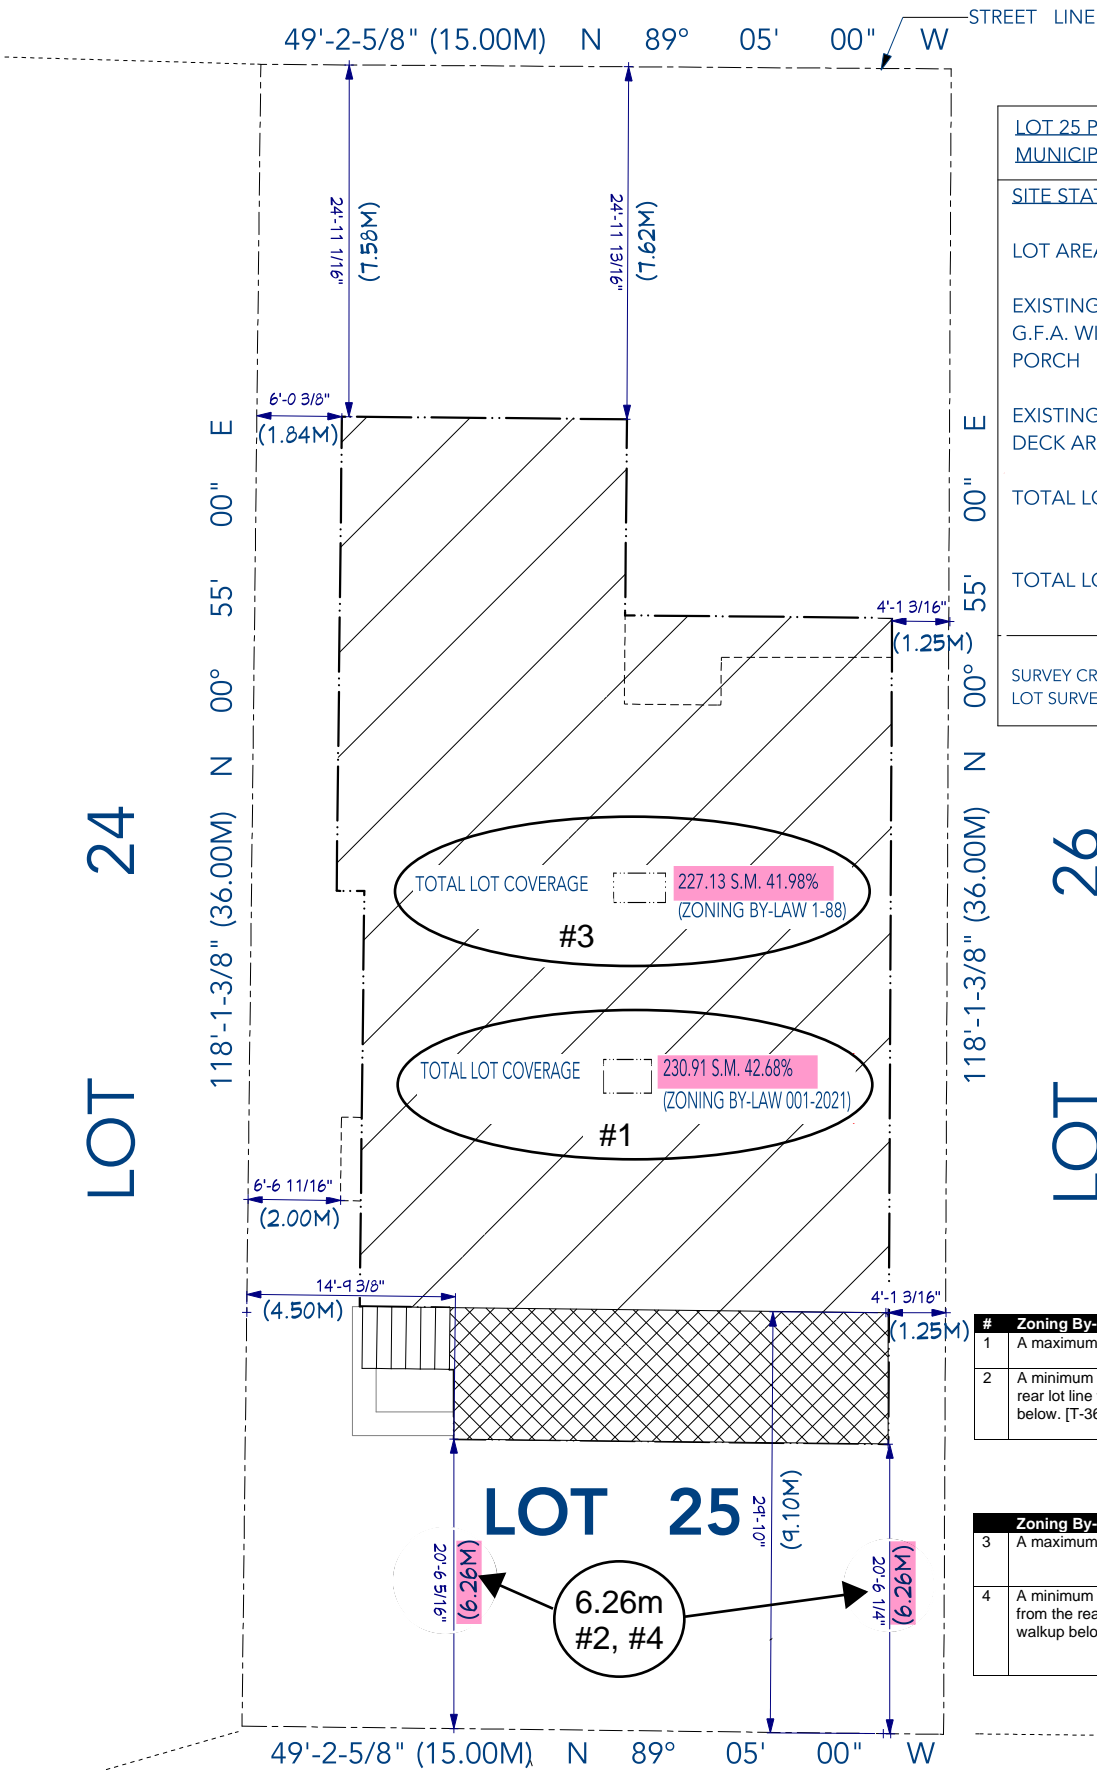 STREET LINE
49'-2-5/8" (15.00M) N 89° 05' 00" W
LOT 25 P
MUNICIP
SITE STAT
LOT AREA
EXISTING
G.F.A. WI
PORCH
EXISTING
DECK AR
TOTAL LO
TOTAL LO
SURVEY CR
LOT SURVE
24'-11 1/16"
(7.58M)
24'-11 13/16"
(7.62M)
6'-0 3/8"
(1.84M)
4'-1 3/16"
(1.25M)
118'-1-3/8" (36.00M) N 00° 55' 00" E
118'-1-3/8" (36.00M) N 00° 55' 00" E
LOT 24
LOT 26
TOTAL LOT COVERAGE
227.13 S.M. 41.98%
(ZONING BY-LAW 1-88)
#3
TOTAL LOT COVERAGE
230.91 S.M. 42.68%
(ZONING BY-LAW 001-2021)
#1
6'-6 11/16"
(2.00M)
14'-9 3/8"
(4.50M)
4'-1 3/16"
(1.25M)
# Zoning By-
1 A maximum
2 A minimum
rear lot line
below. [T-36
LOT 25
29'-10"
(9.10M)
20'-6 5/16"
(6.26M)
20'-6 1/4"
(6.26M)
6.26m
#2, #4
Zoning By-
3 A maximum
4 A minimum
from the rea
walkup belo
49'-2-5/8" (15.00M) N 89° 05' 00" W